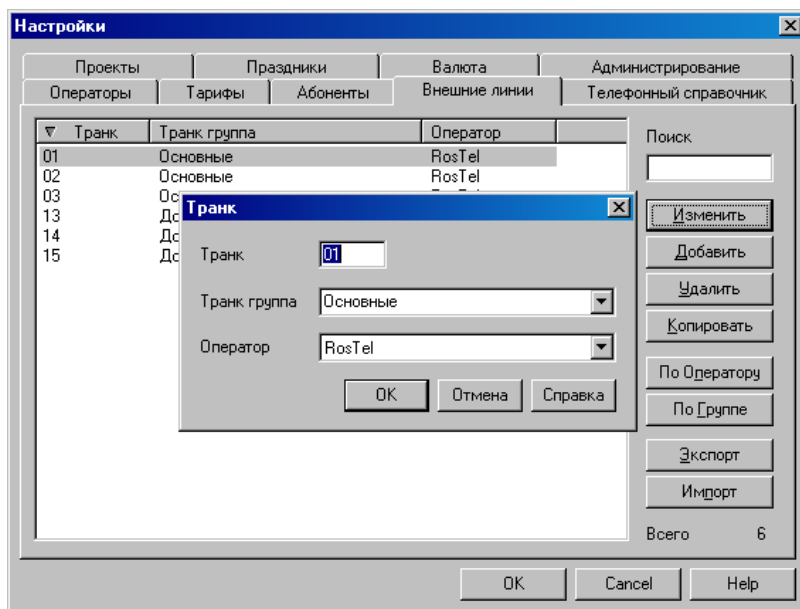 Настройки
Проекты Праздники Валюта Администрирование
Операторы Тарифы Абоненты Внешние линии Телефонный справочник
Транк Транк группа Оператор
Поиск
01 Основные RosTel
02 Основные RosTel
03
13
14
15
Транк
Транк 01
Транк группа Основные
Оператор RosTel
OK Отмена Справка
Изменить
Добавить
Удалить
Копировать
По Оператору
По Группе
Экспорт
Импорт
Всего 6
OK Cancel Help